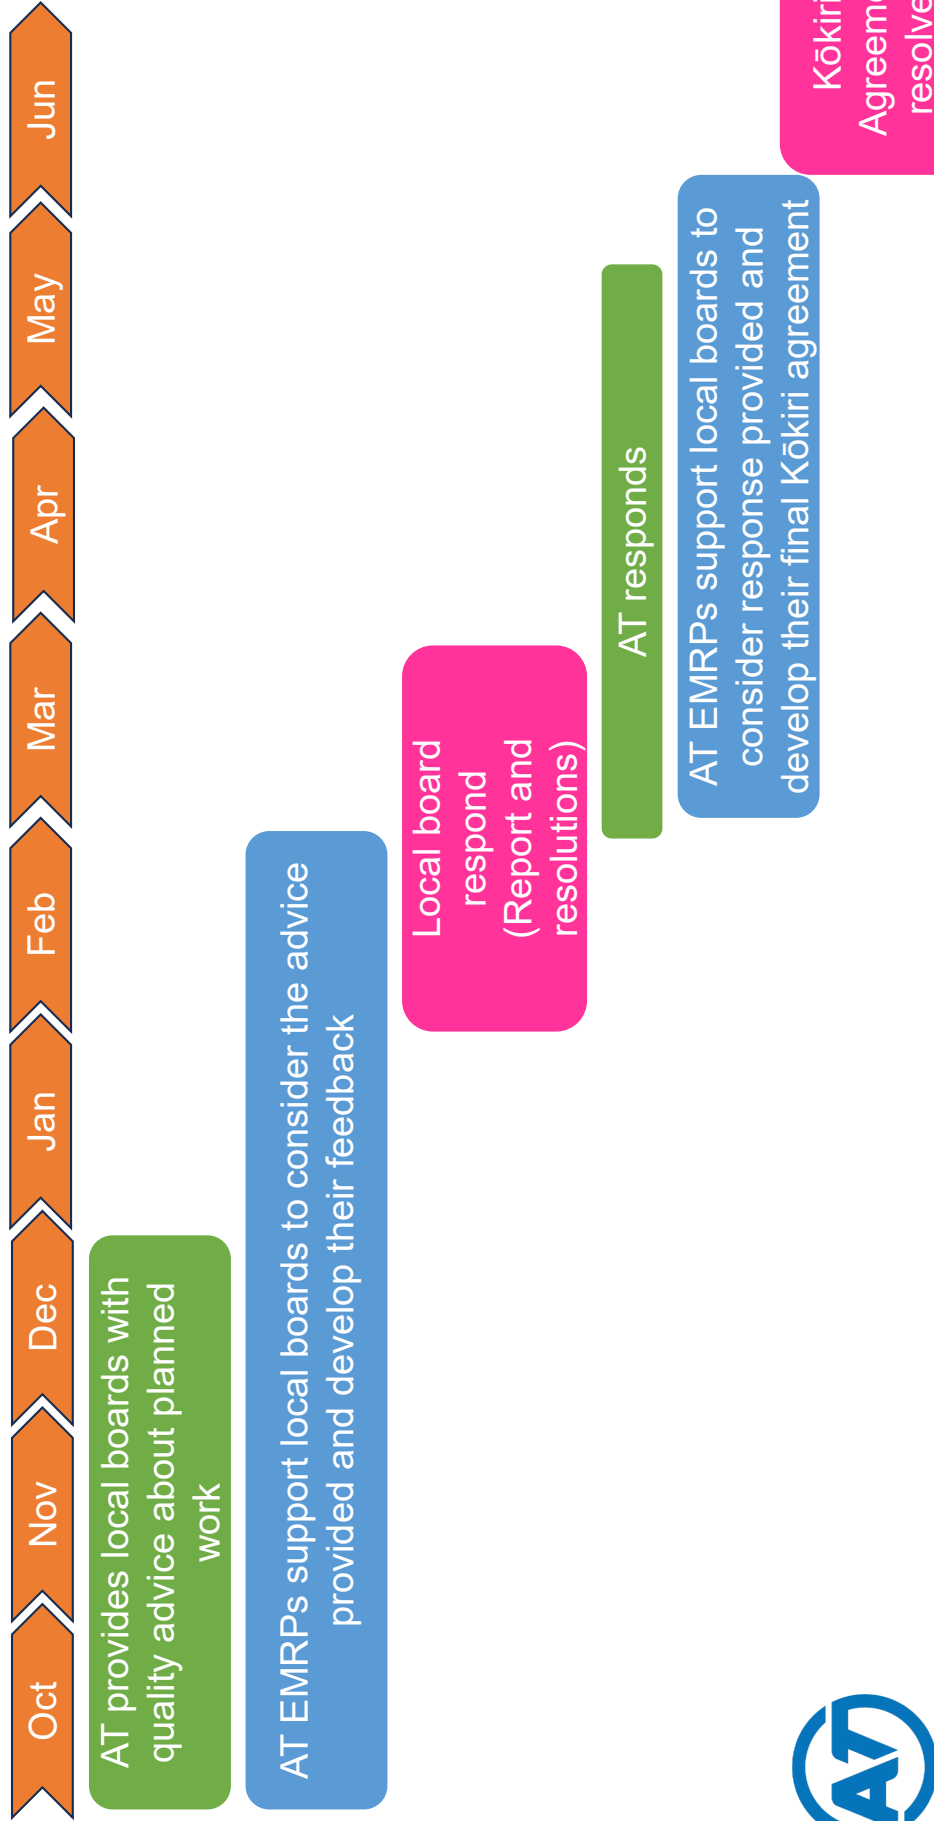 Oct
Nov
Dec
Jan
Feb
Mar
Apr
May
Jun
AT provides local boards with
quality advice about planned
work
AT EMRPs support local boards to consider the advice
provided and develop their feedback
Local board
respond
(Report and
resolutions)
AT responds
AT EMRPs support local boards to
consider response provided and
develop their final Kōkiri agreement
Kōkiri
AT